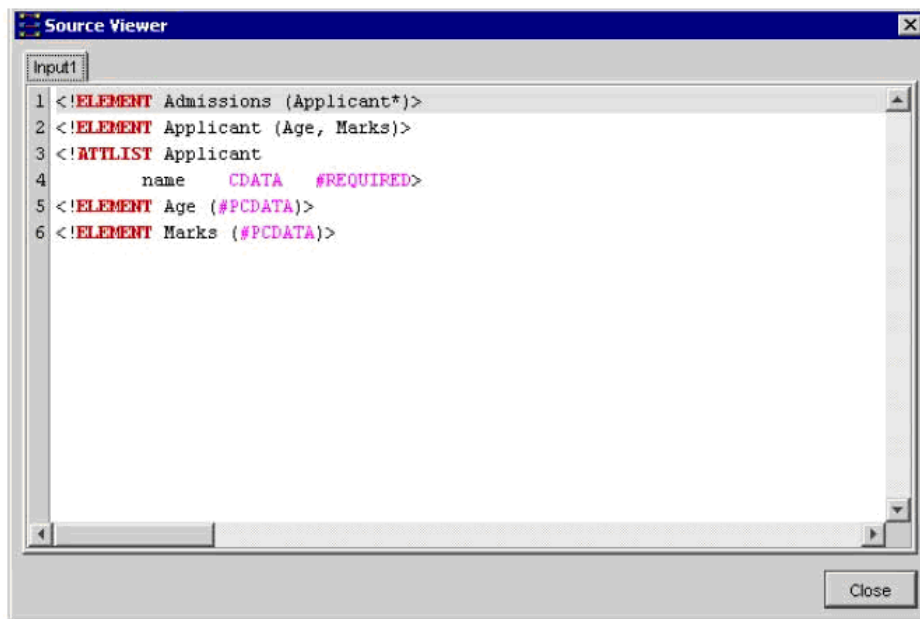 Source Viewer
Input1
1 <!ELEMENT Admissions (Applicant*)>
2 <!ELEMENT Applicant (Age, Marks)>
3 <!ATTLIST Applicant
4 name CDATA #REQUIRED>
5 <!ELEMENT Age (#PCDATA)>
6 <!ELEMENT Marks (#PCDATA)>
Close